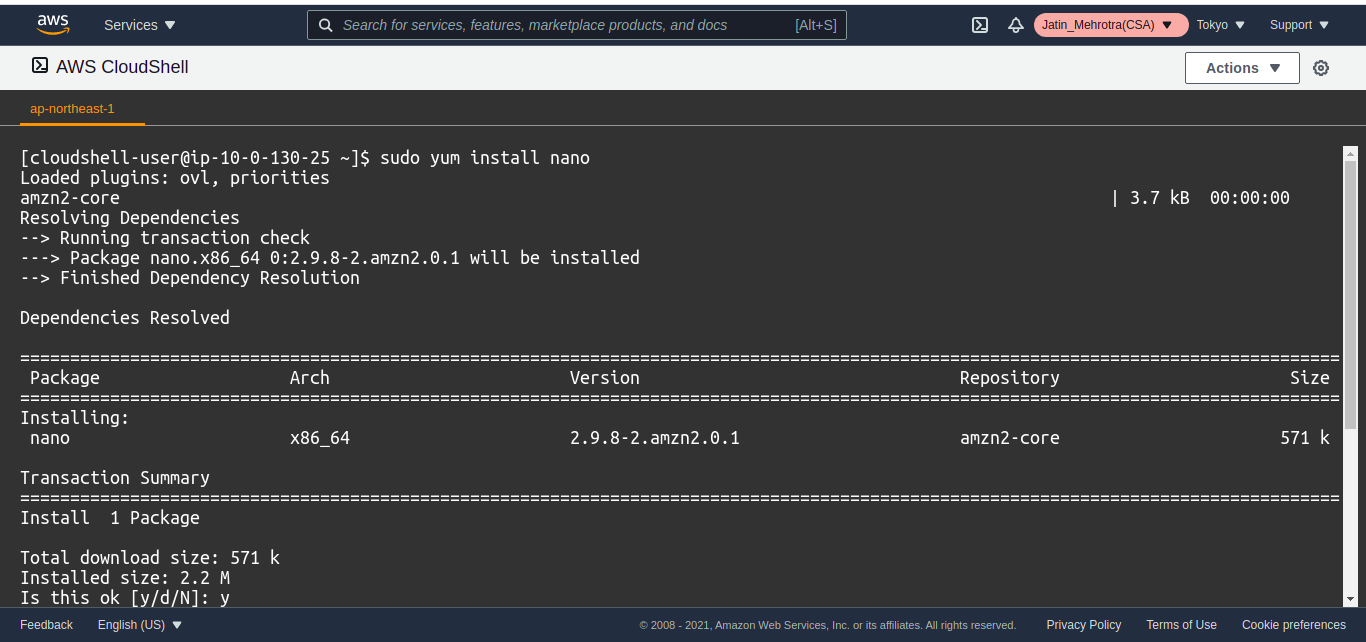 aws
Services
Search for services, features, marketplace products, and docs [Alt+S]
Jatin_Mehrotra(CSA)
Tokyo
Support
AWS CloudShell
Actions
ap-northeast-1
[cloudshell-user@ip-10-0-130-25 ~]$ sudo yum install nano
Loaded plugins: ovl, priorities
amzn2-core | 3.7 kB 00:00:00
Resolving Dependencies
--> Running transaction check
---> Package nano.x86_64 0:2.9.8-2.amzn2.0.1 will be installed
--> Finished Dependency Resolution
Dependencies Resolved
====================================================================================================================================
Package Arch Version Repository Size
====================================================================================================================================
Installing:
nano x86_64 2.9.8-2.amzn2.0.1 amzn2-core 571 k
Transaction Summary
====================================================================================================================================
Install 1 Package
Total download size: 571 k
Installed size: 2.2 M
Is this ok [y/d/N]: y
Feedback
English (US)
© 2008 - 2021, Amazon Web Services, Inc. or its affiliates. All rights reserved.
Privacy Policy
Terms of Use
Cookie preferences